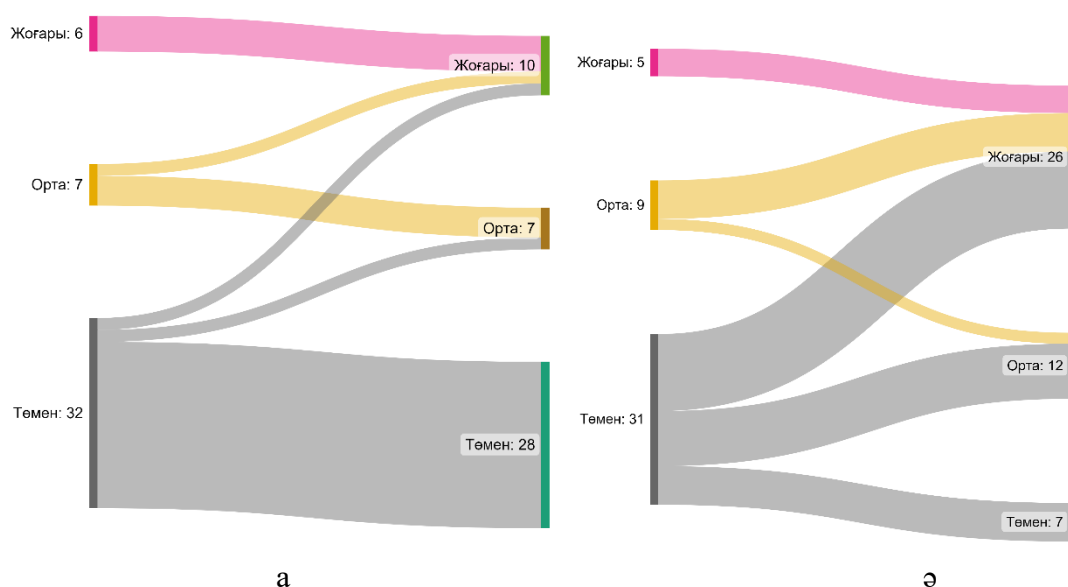 Жоғары: 6
Жоғары: 10
Орта: 7
Орта: 7
Төмен: 32
Төмен: 28
а
Жоғары: 5
Жоғары: 26
Орта: 9
Орта: 12
Төмен: 31
Төмен: 7
ә